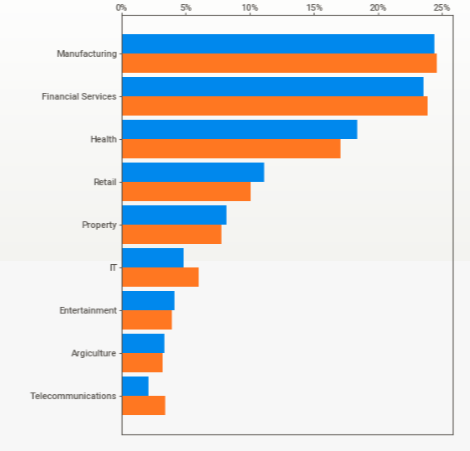 0% 5% 10% 15% 20% 25%
Manufacturing
Financial Services
Health
Retail
Property
IT
Entertainment
Argiculture
Telecommunications